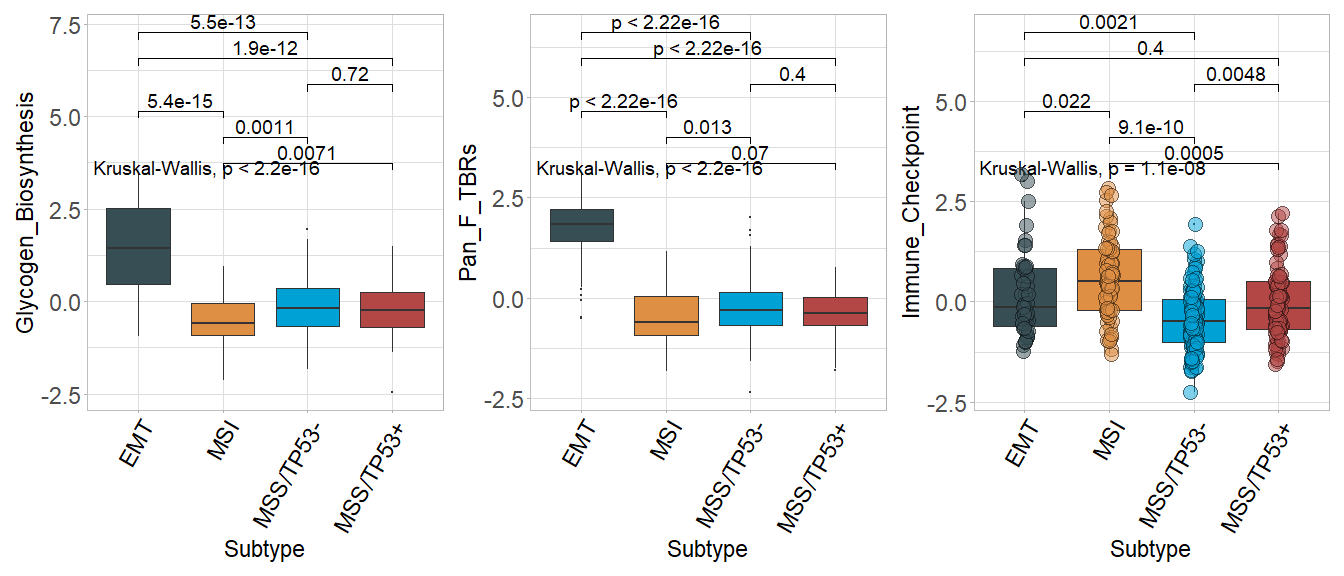 Glycogen_Biosynthesis
7.5
5.0
2.5
0.0
-2.5
5.5e-13
1.9e-12
0.72
5.4e-15
0.0011
0.0071
Kruskal-Wallis, p < 2.2e-16
EMT
MSI
MSS/TP53-
MSS/TP53+
Subtype
Pan_F_TBRs
5.0
2.5
0.0
-2.5
p < 2.22e-16
p < 2.22e-16
0.4
p < 2.22e-16
0.013
0.07
Kruskal-Wallis, p < 2.2e-16
EMT
MSI
MSS/TP53-
MSS/TP53+
Subtype
Immune_Checkpoint
5.0
2.5
0.0
-2.5
0.0021
0.4
0.0048
0.022
9.1e-10
0.0005
Kruskal-Wallis, p = 1.1e-08
EMT
MSI
MSS/TP53-
MSS/TP53+
Subtype